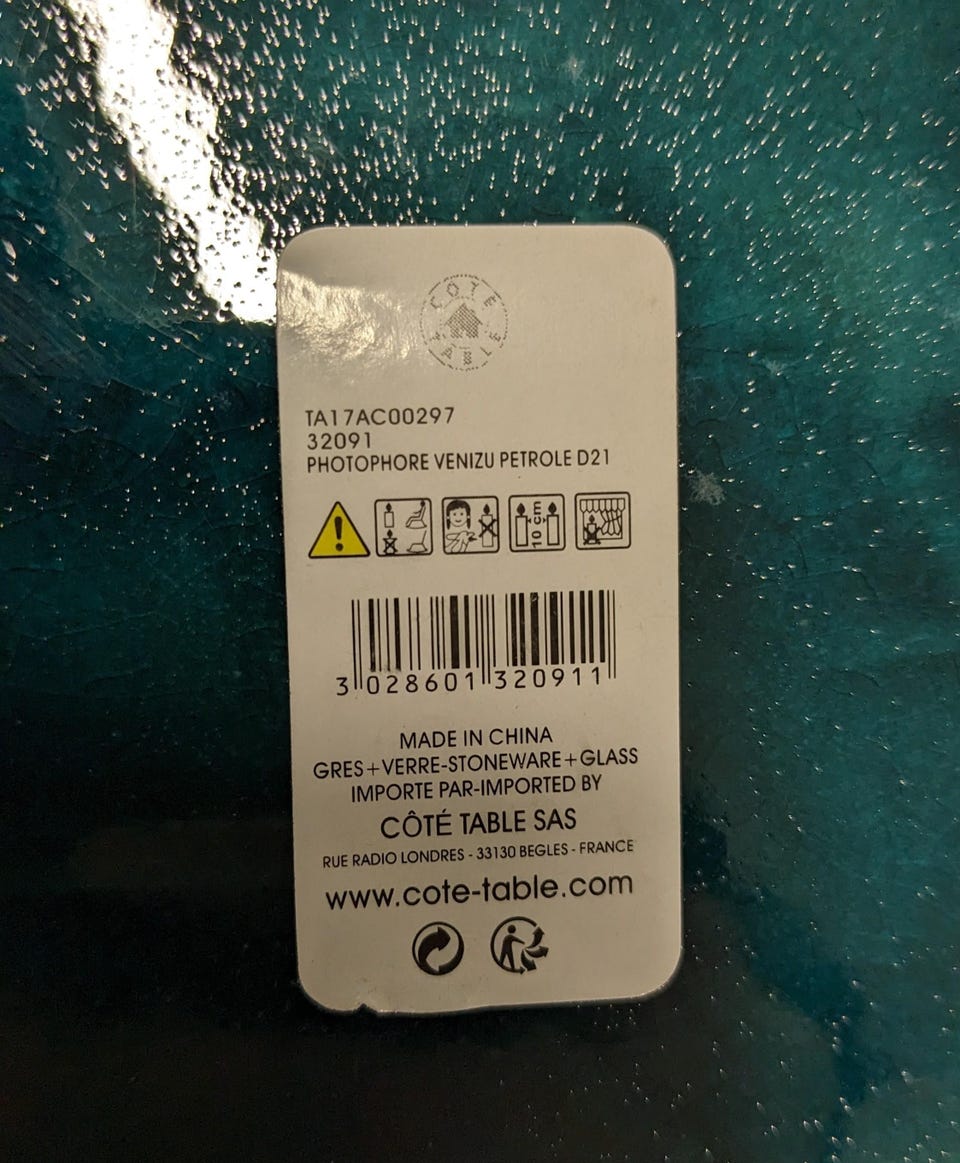 CÔTÉ
TABLE
TA17AC00297
32091
PHOTOPHORE VENIZU PETROLE D21
10 cm
3 028601 320911
MADE IN CHINA
GRES+VERRE-STONEWARE+GLASS
IMPORTE PAR-IMPORTED BY
CÔTÉ TABLE SAS
RUE RADIO LONDRES - 33130 BEGLES - FRANCE
www.cote-table.com